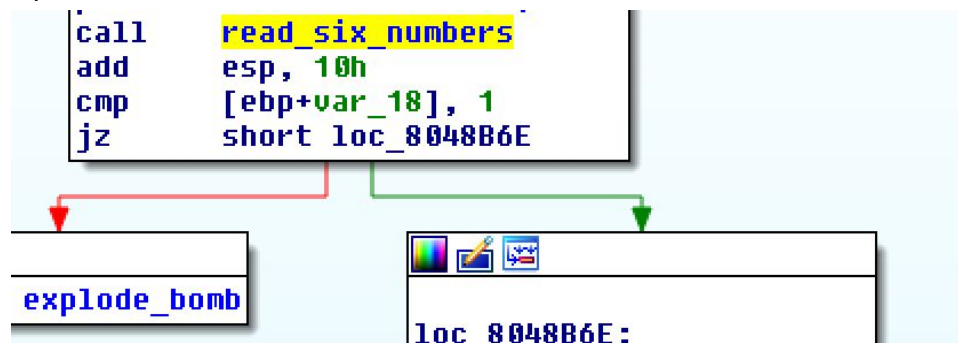 call read_six_numbers
add esp, 10h
cmp [ebp+var_18], 1
jz short loc_8048B6E
explode_bomb
loc_8048B6E: